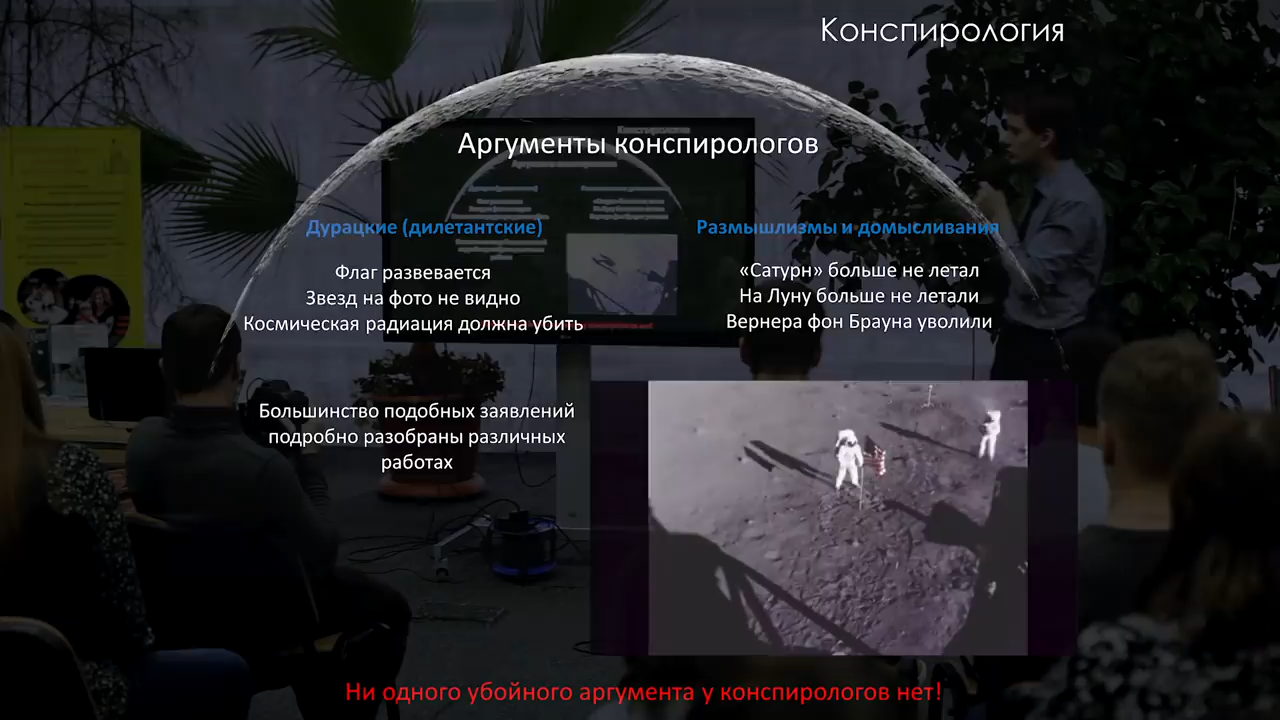 Конспирология
Аргументы конспирологов
Дурацкие (дилетантские)
Флаг развевается
Звезд на фото не видно
Космическая радиация должна убить
Размышлизмы и домысливания
«Сатурн» больше не летал
На Луну больше не летали
Вернера фон Брауна уволили
Большинство подобных заявлений
подробно разобраны различных
работах
Ни одного убойного аргумента у конспирологов нет!